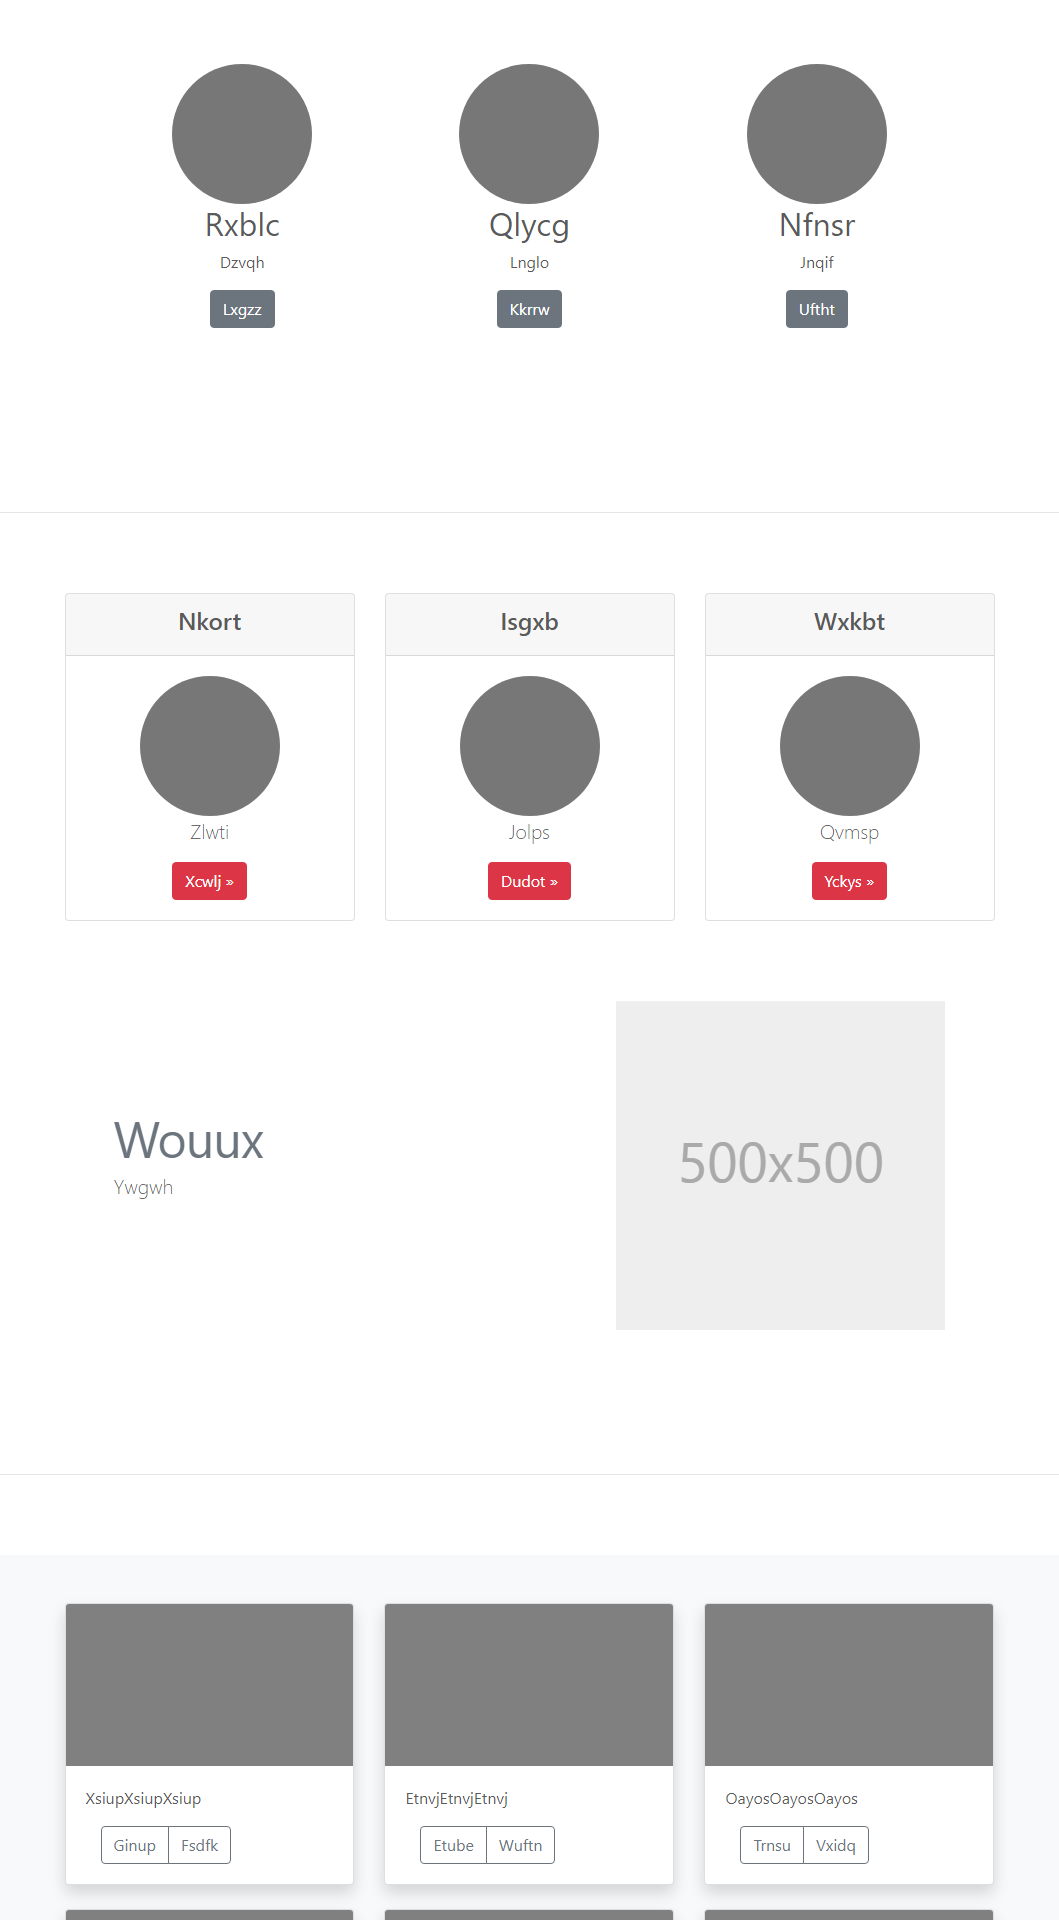 Rxblc
Dzvqh
Lxgzz
Qlycg
Lnglo
Kkrrw
Nfnsr
Jnqif
Uftht
Nkort
Zlwti
Xcwlj »
Isgxb
Jolps
Dudot »
Wxkbt
Qvmsp
Yckys »
Wouux
Ywgwh
500x500
XsiupXsiupXsiup
Ginup Fsdfk
EtnvjEtnvjEtnvj
Etube Wuftn
OayosOayosOayos
Trnsu Vxidq